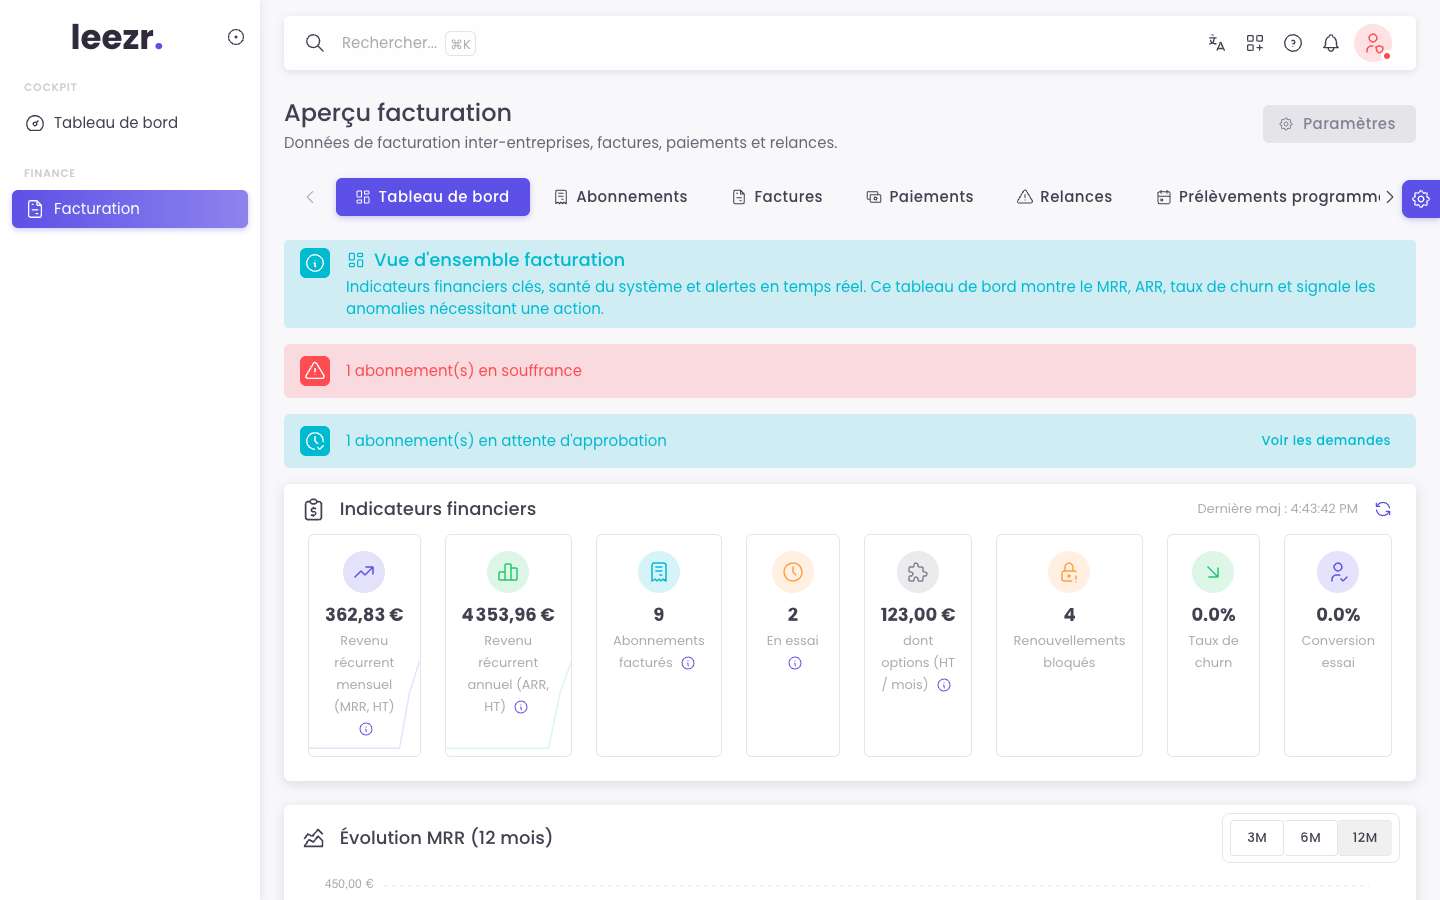 leezr.
Rechercher... ⌘K
COCKPIT
Tableau de bord
FINANCE
Facturation
Aperçu facturation
Données de facturation inter-entreprises, factures, paiements et relances.
Paramètres
Tableau de bord
Abonnements
Factures
Paiements
Relances
Prélèvements programmé
Vue d'ensemble facturation
Indicateurs financiers clés, santé du système et alertes en temps réel. Ce tableau de bord montre le MRR, ARR, taux de churn et signale les
anomalies nécessitant une action.
1 abonnement(s) en souffrance
1 abonnement(s) en attente d'approbation
Voir les demandes
Indicateurs financiers
Dernière maj : 4:43:42 PM
362,83 €
Revenu
récurrent
mensuel
(MRR, HT)
4 353,96 €
Revenu
récurrent
annuel (ARR,
HT)
9
Abonnements
facturés
2
En essai
123,00 €
dont
options (HT
/ mois)
4
Renouvellements
bloqués
0.0%
Taux de
churn
0.0%
Conversion
essai
Évolution MRR (12 mois)
3M
6M
12M
450,00 €